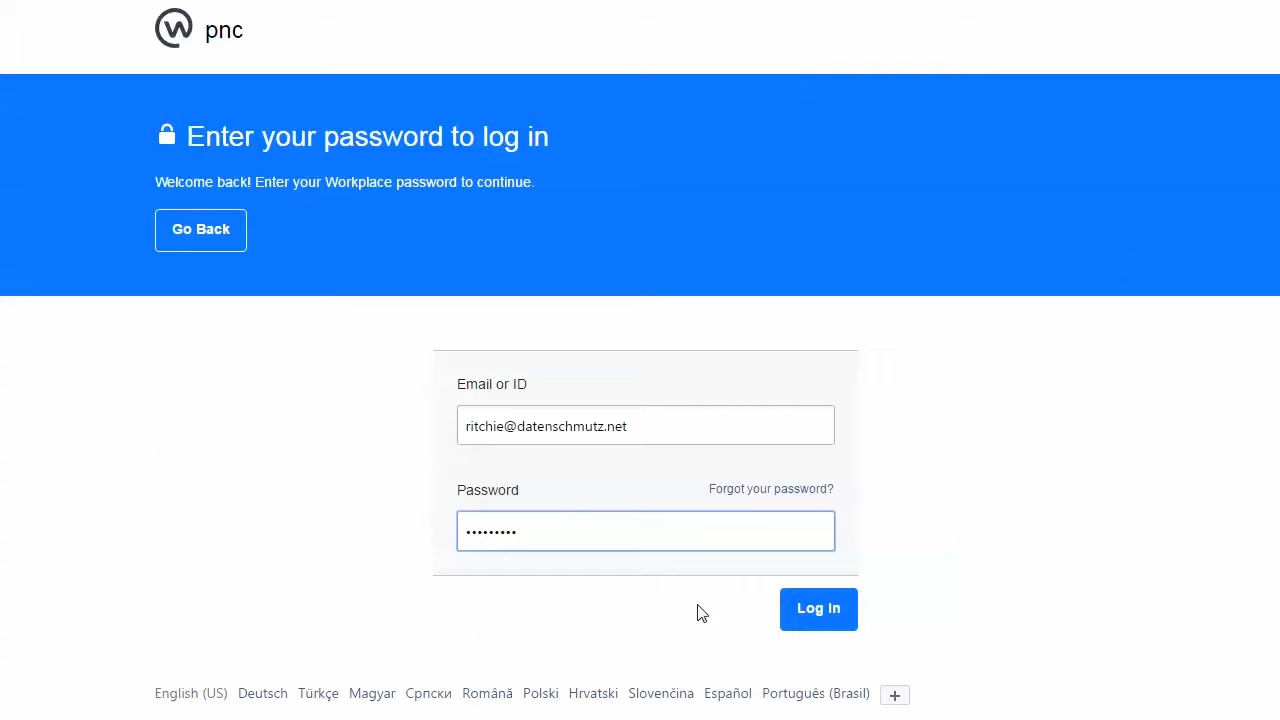 W pnc
Enter your password to log in
Welcome back! Enter your Workplace password to continue.
Go Back
Email or ID
ritchie@datenschmutz.net
Password Forgot your password?
•••••••••
Log In
English (US) Deutsch Türkçe Magyar Српски Română Polski Hrvatski Slovenčina Español Português (Brasil) +